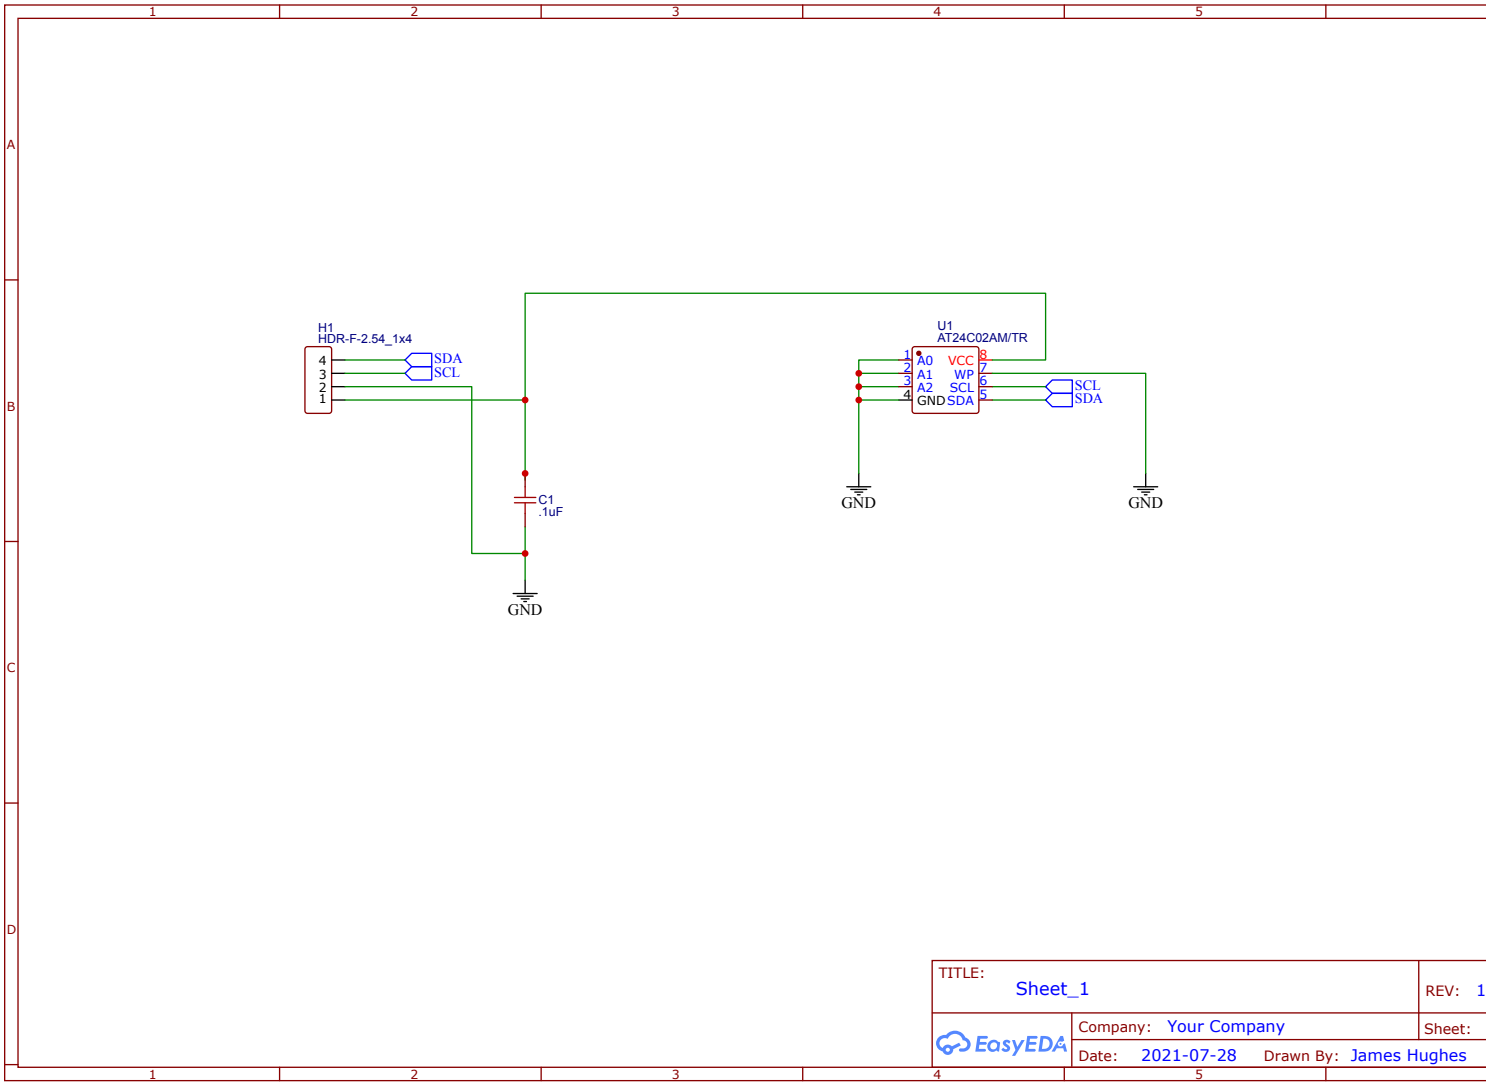 1 2 3 4 5
A
B
C
D
H1
HDR-F-2.54_1x4
4 SDA
3 SCL
2
1
C1
.1uF
GND
U1
AT24C02AM/TR
1 A0 VCC 8
2 A1 WP 7
3 A2 SCL 6 SCL
4 GND SDA 5 SDA
GND
GND
TITLE:
Sheet_1
REV: 1
EasyEDA
Company: Your Company
Sheet:
Date: 2021-07-28 Drawn By: James Hughes
1 2 3 4 5